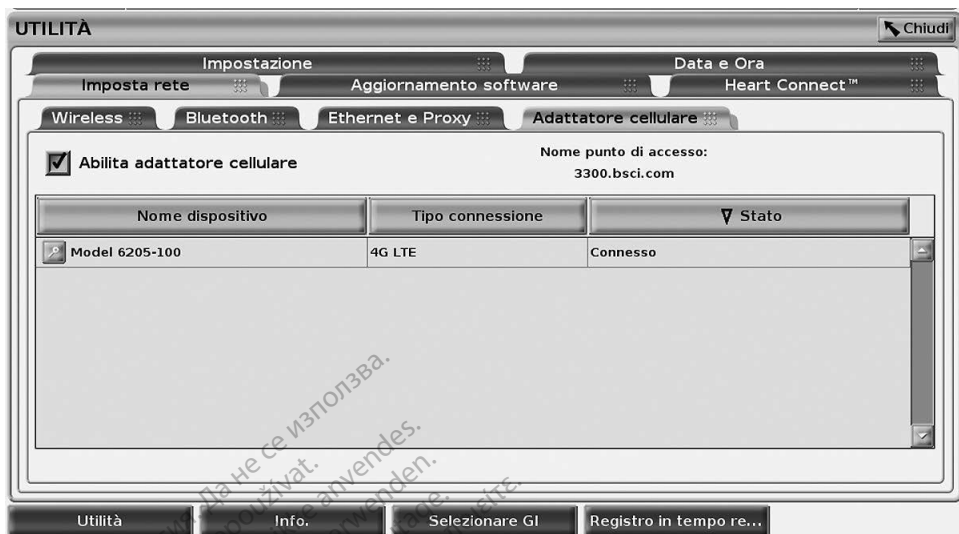 UTILITÀ
Chiudi
Impostazione
Data e Ora
Imposta rete
Aggiornamento software
Heart Connect™
Wireless
Bluetooth
Ethernet e Proxy
Adattatore cellulare
Abilita adattatore cellulare
Nome punto di accesso:
3300.bsci.com
Nome dispositivo
Tipo connessione
Stato
Model 6205-100
4G LTE
Connesso
Да не се използва.
používat.
anvendes.
Utilità
Info.
Selezionare GI
Registro in tempo re...